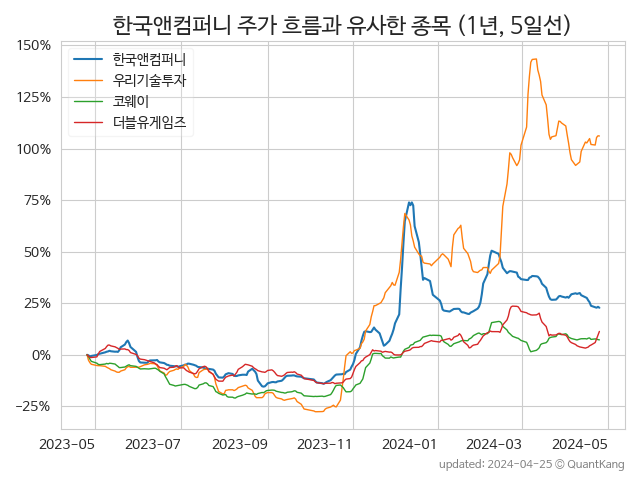 한국앤컴퍼니 주가 흐름과 유사한 종목 (1년, 5일선)
150%
125%
100%
75%
50%
25%
0%
−25%
한국앤컴퍼니
우리기술투자
코웨이
더블유게임즈
2023-05 2023-07 2023-09 2023-11 2024-01 2024-03 2024-05
updated: 2024-04-25 © QuantKang